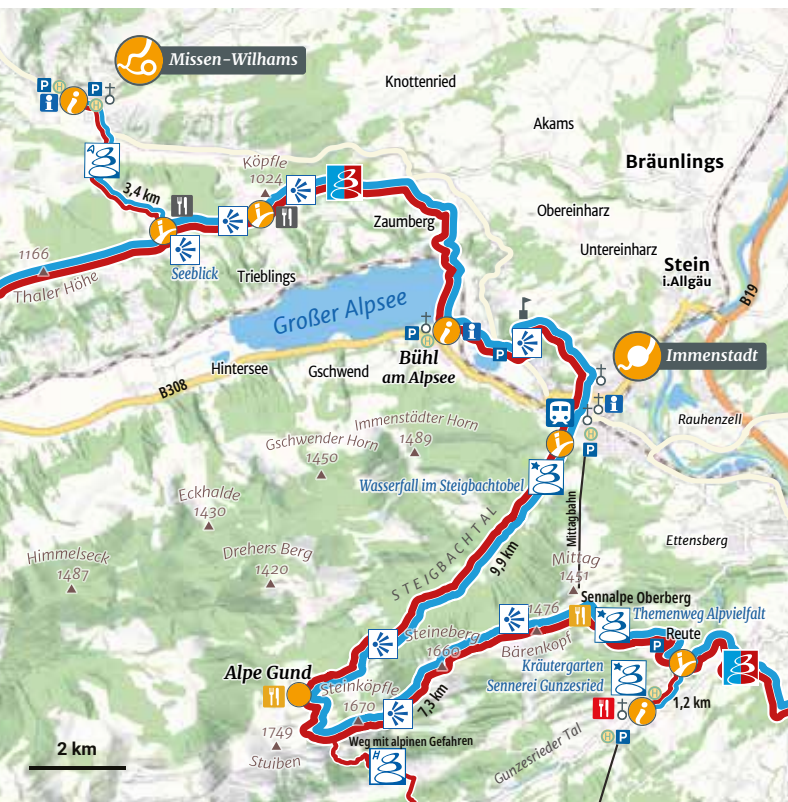 Missen-Wilhams
Knottenried
P
H
P
i
i
H
Akams
A
Köpfle
1024
Bräunlings
3,4 km
Obereinharz
Zaumberg
Untereinharz
1166
Thaler Höhe
Seeblick
Trieblings
Stein
i.Allgäu
B19
Großer Alpsee
P
H
i
i
P
Bühl
am Alpsee
Immenstadt
Hintersee
Gschwend
B308
i
Rauhenzell
H
P
Immenstädter Horn
1489
Gschwender Horn
1450
Wasserfall im Steigbachtobel
Eckhalde
1430
Mittagbahn
STEIGBACHTAL
9,9 km
Ettensberg
Himmelseck
1487
Drehers Berg
1420
Mittag
1451
Sennalpe Oberberg
1476
Themenweg Alpvielfalt
Steineberg
1660
Bärenkopf
Reute
P
Kräutergarten
Sennerei Gunzesried
Alpe Gund
Steinköpfle
1670
7,3 km
H
1,2 km
i
H
P
1749
Stuiben
Weg mit alpinen Gefahren
H
Gunzesrieder Tal
2 km